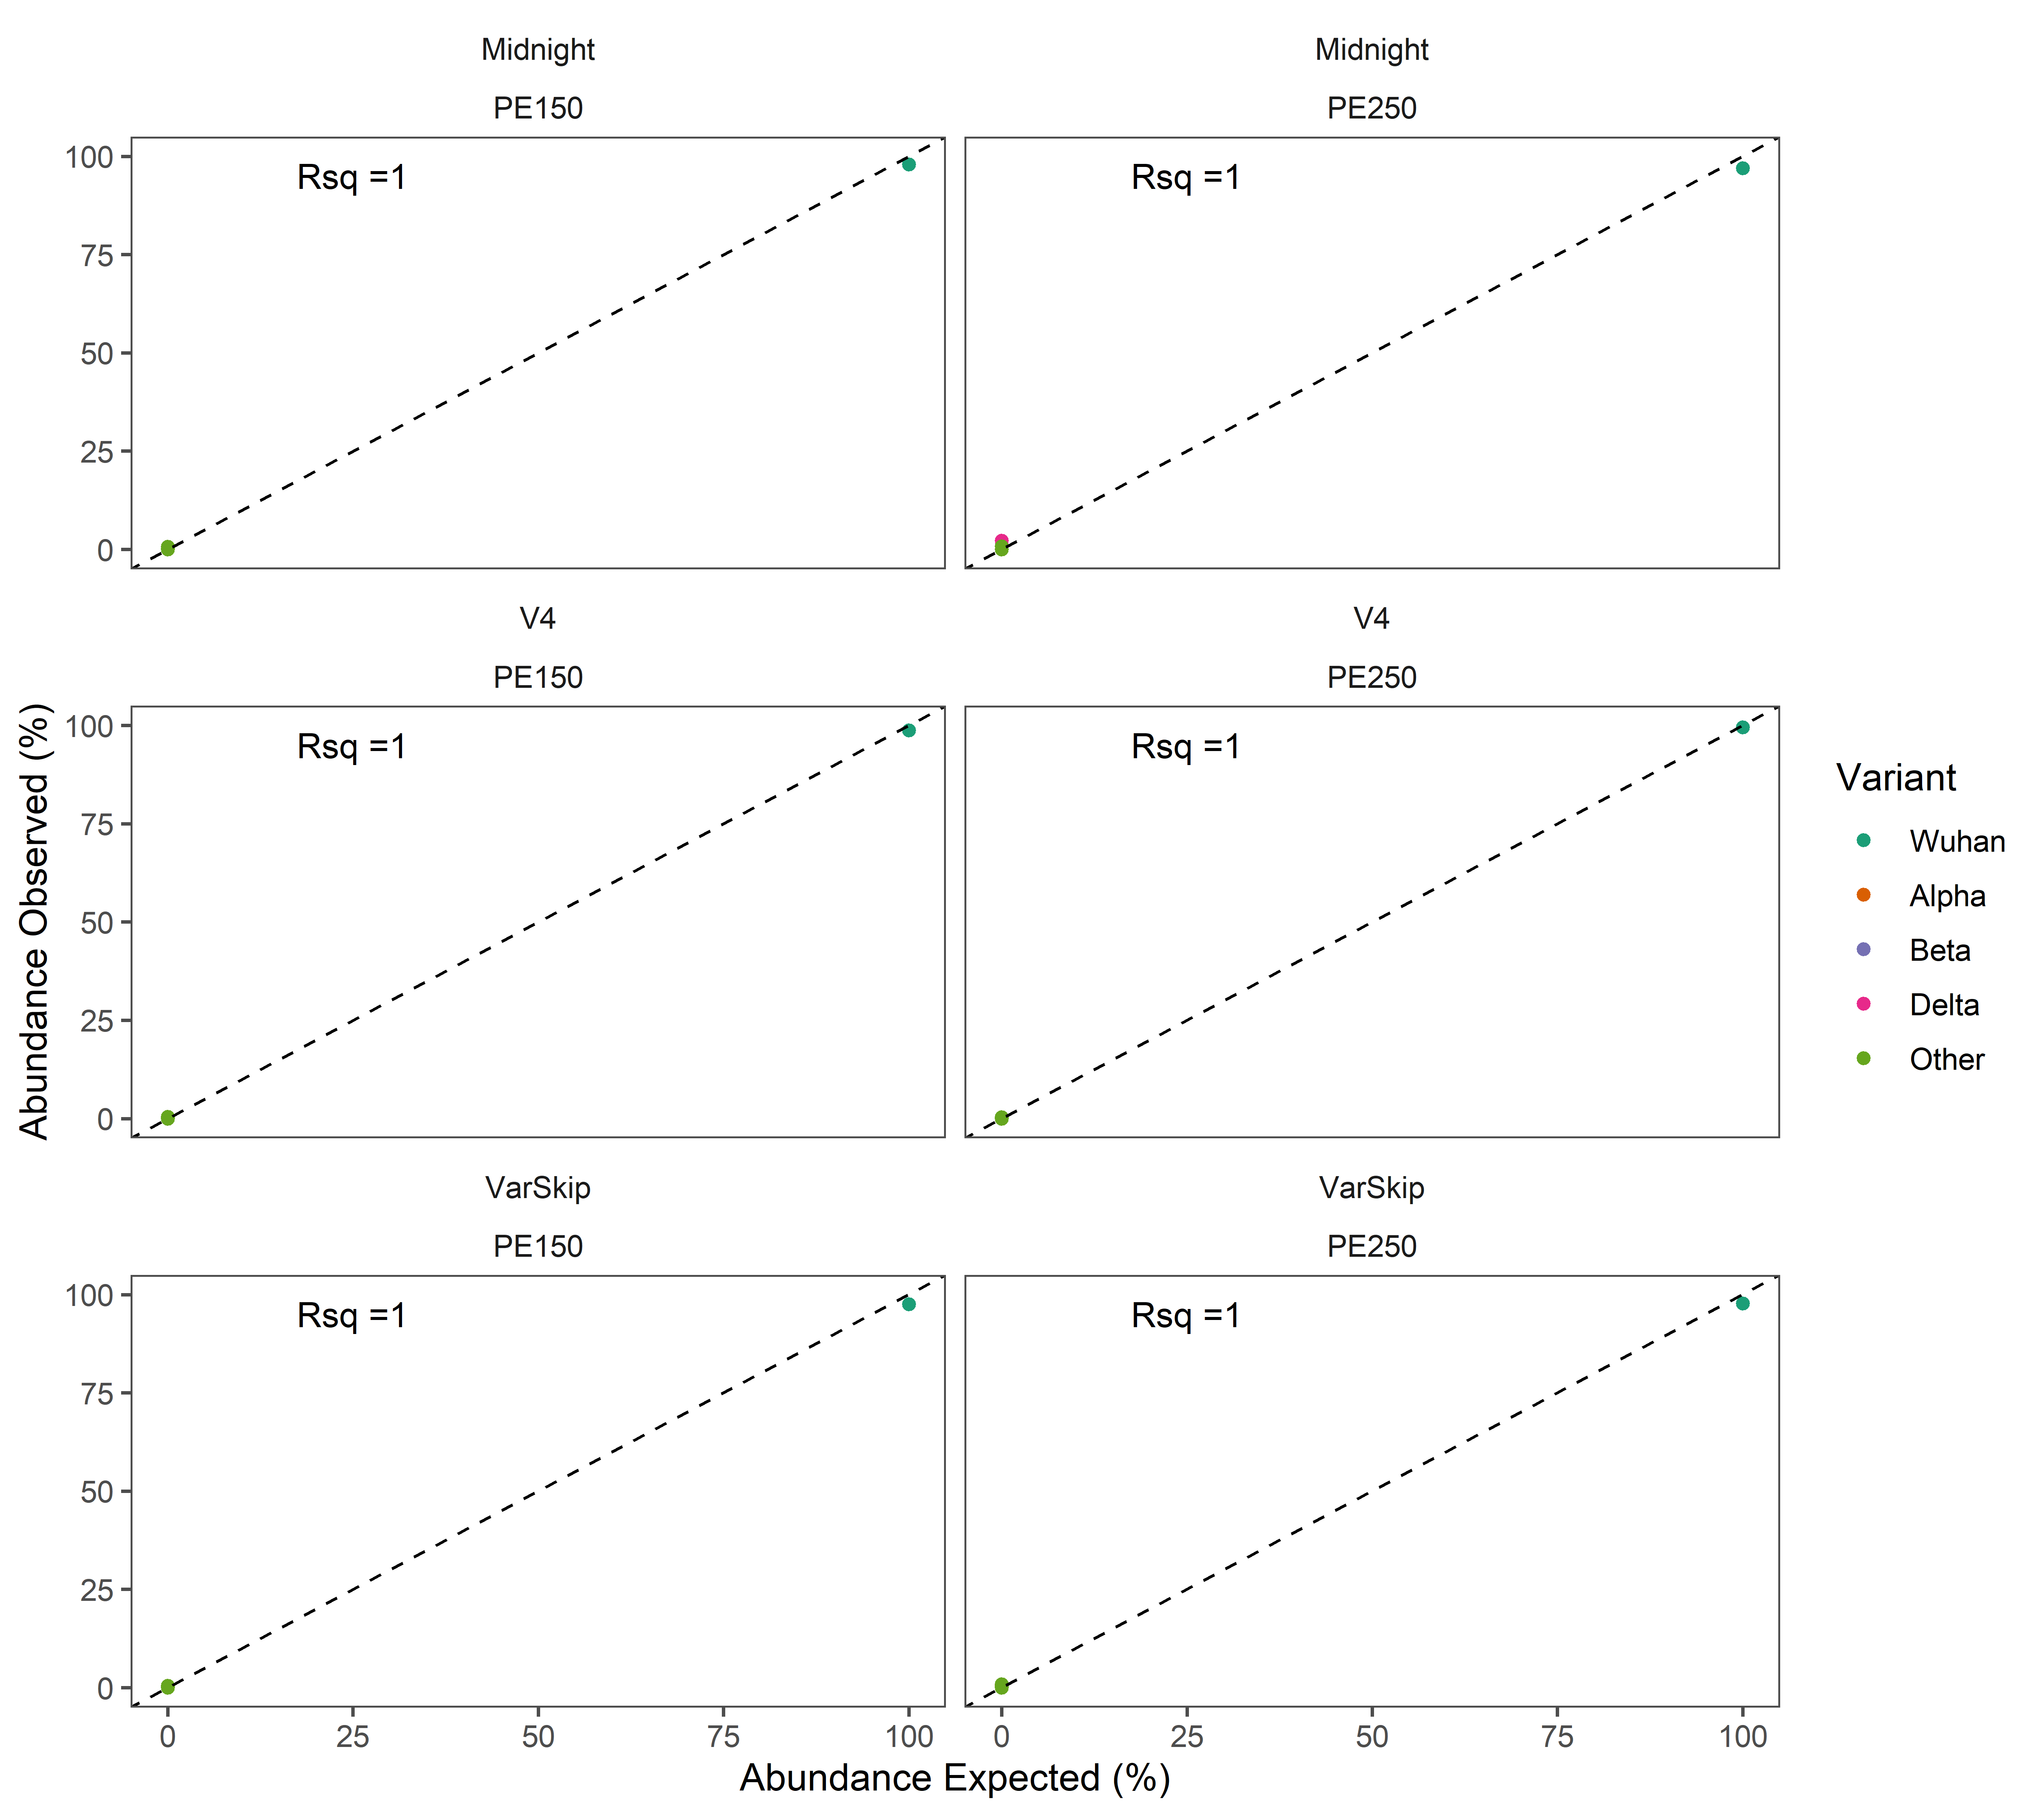 Midnight
PE150
Midnight
PE250
Rsq =1
Rsq =1
100
75
50
25
0
V4
PE150
V4
PE250
Rsq =1
Rsq =1
100
75
50
25
0
VarSkip
PE150
VarSkip
PE250
Rsq =1
Rsq =1
100
75
50
25
0
0 25 50 75 100
0 25 50 75 100
Abundance Expected (%)
Abundance Observed (%)
Variant
Wuhan
Alpha
Beta
Delta
Other